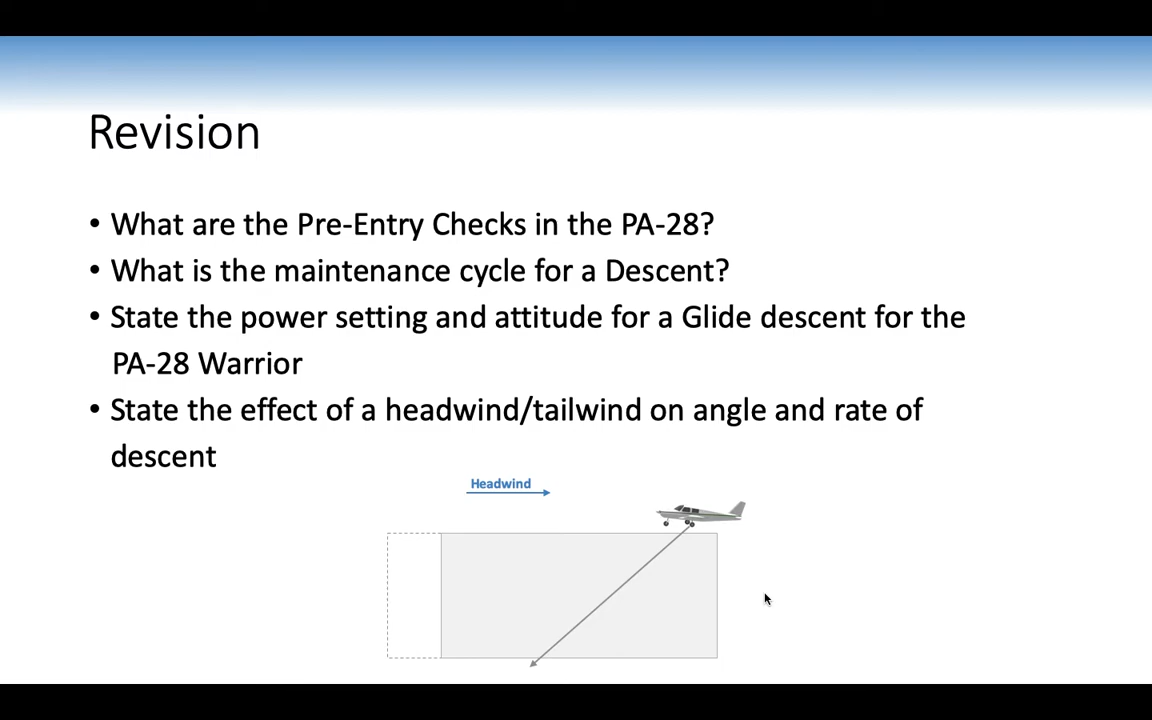 Revision
• What are the Pre-Entry Checks in the PA-28?
• What is the maintenance cycle for a Descent?
• State the power setting and attitude for a Glide descent for the
PA-28 Warrior
• State the effect of a headwind/tailwind on angle and rate of
descent
Headwind